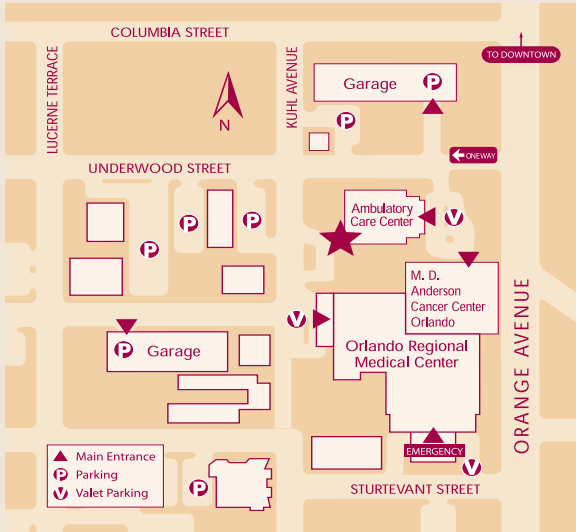 COLUMBIA STREET
TO DOWNTOWN
LUCERNE TERRACE
KUHL AVENUE
Garage P
N
P
ONEWAY
UNDERWOOD STREET
Ambulatory
Care Center
V
P
P
P
M. D.
Anderson
Cancer Center
Orlando
V
Orlando Regional
Medical Center
P Garage
ORANGE AVENUE
EMERGENCY
V
Main Entrance
P Parking
V Valet Parking
P
STURTEVANT STREET